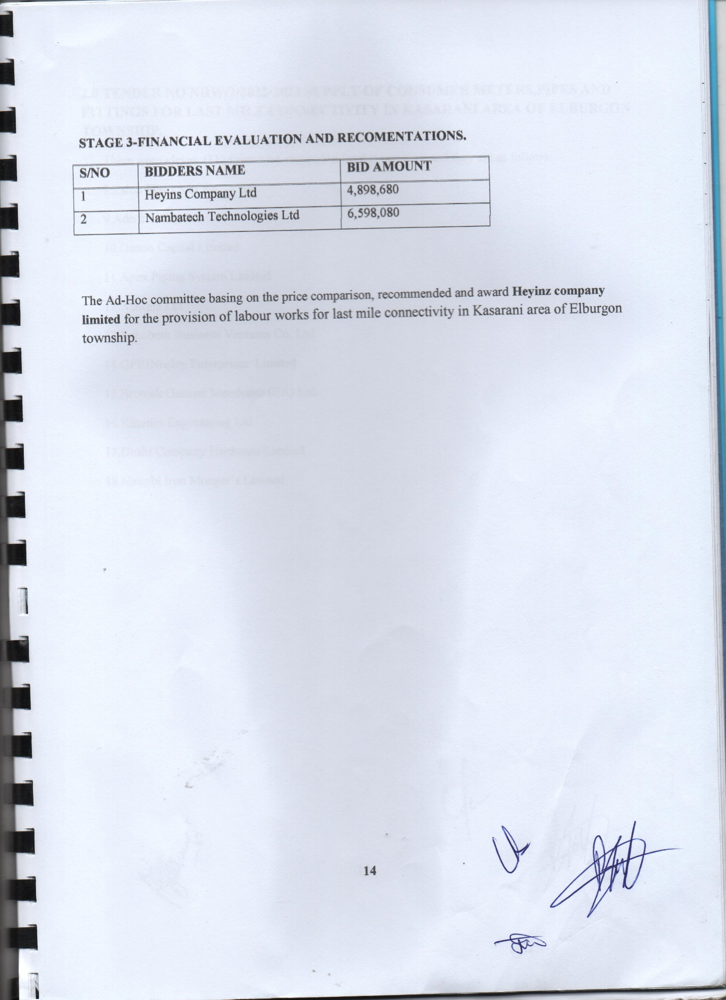 STAGE 3-FINANCIAL EVALUATION AND RECOMENTATIONS.
S/NO BIDDERS NAME BID AMOUNT
1 Heyins Company Ltd 4,898,680
2 Nambatech Technologies Ltd 6,598,080
The Ad-Hoc committee basing on the price comparison, recommended and award Heyinz company
limited for the provision of labour works for last mile connectivity in Kasarani area of Elburgon
township.
14